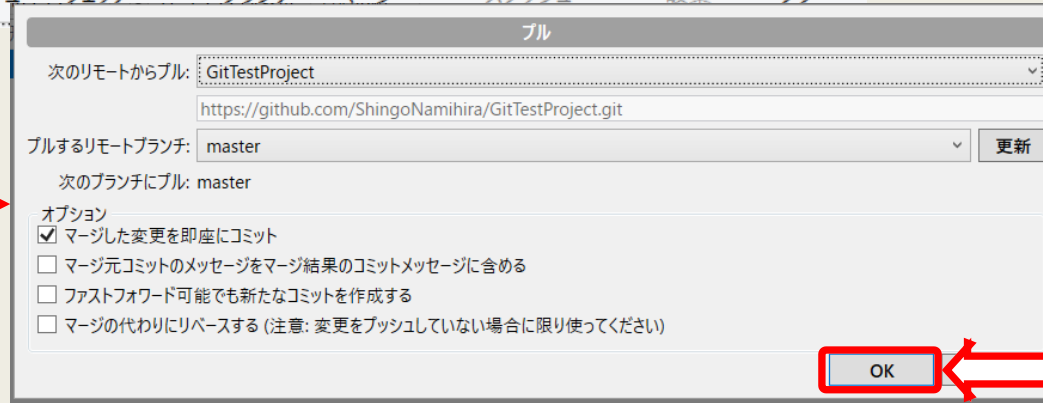 プル
次のリモートからプル: GitTestProject
https://github.com/ShingoNamihira/GitTestProject.git
プルするリモートブランチ: master 更新
次のブランチにプル: master
オプション
マージした変更を即座にコミット
マージ元コミットのメッセージをマージ結果のコミットメッセージに含める
ファストフォワード可能でも新たなコミットを作成する
マージの代わりにリベースする (注意: 変更をプッシュしていない場合に限り使ってください)
OK